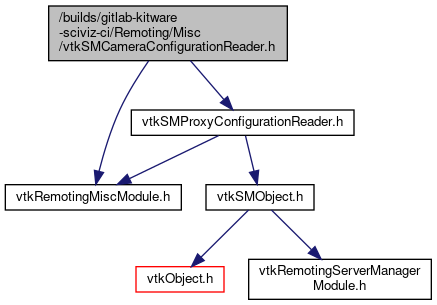 /builds/gitlab-kitware
-sciviz-ci/Remoting/Misc
/vtkSMCameraConfigurationReader.h
vtkSMProxyConfigurationReader.h
vtkRemotingMiscModule.h
vtkSMObject.h
vtkObject.h
vtkRemotingServerManager
Module.h